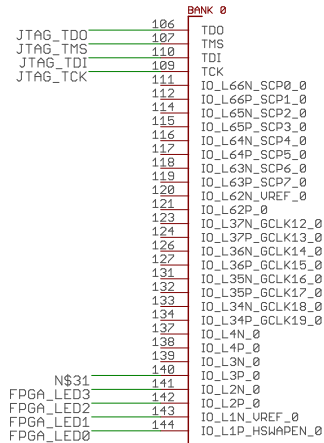 BANK 0
JTAG_TDO 106 TDO
JTAG_TMS 107 TMS
JTAG_TDI 110 TDI
JTAG_TCK 109 TCK
111 IO_L66N_SCP0_0
112 IO_L66P_SCP1_0
114 IO_L65N_SCP2_0
115 IO_L65P_SCP3_0
116 IO_L64N_SCP4_0
117 IO_L64P_SCP5_0
118 IO_L63N_SCP6_0
119 IO_L63P_SCP7_0
120 IO_L62N_VREF_0
121 IO_L62P_0
123 IO_L37N_GCLK12_0
124 IO_L37P_GCLK13_0
126 IO_L36N_GCLK14_0
127 IO_L36P_GCLK15_0
131 IO_L35N_GCLK16_0
132 IO_L35P_GCLK17_0
133 IO_L34N_GCLK18_0
134 IO_L34P_GCLK19_0
137 IO_L4N_0
138 IO_L4P_0
139 IO_L3N_0
N$31 140 IO_L3P_0
FPGA_LED3 141 IO_L2N_0
FPGA_LED2 142 IO_L2P_0
FPGA_LED1 143 IO_L1N_VREF_0
FPGA_LED0 144 IO_L1P_HSWAPEN_0